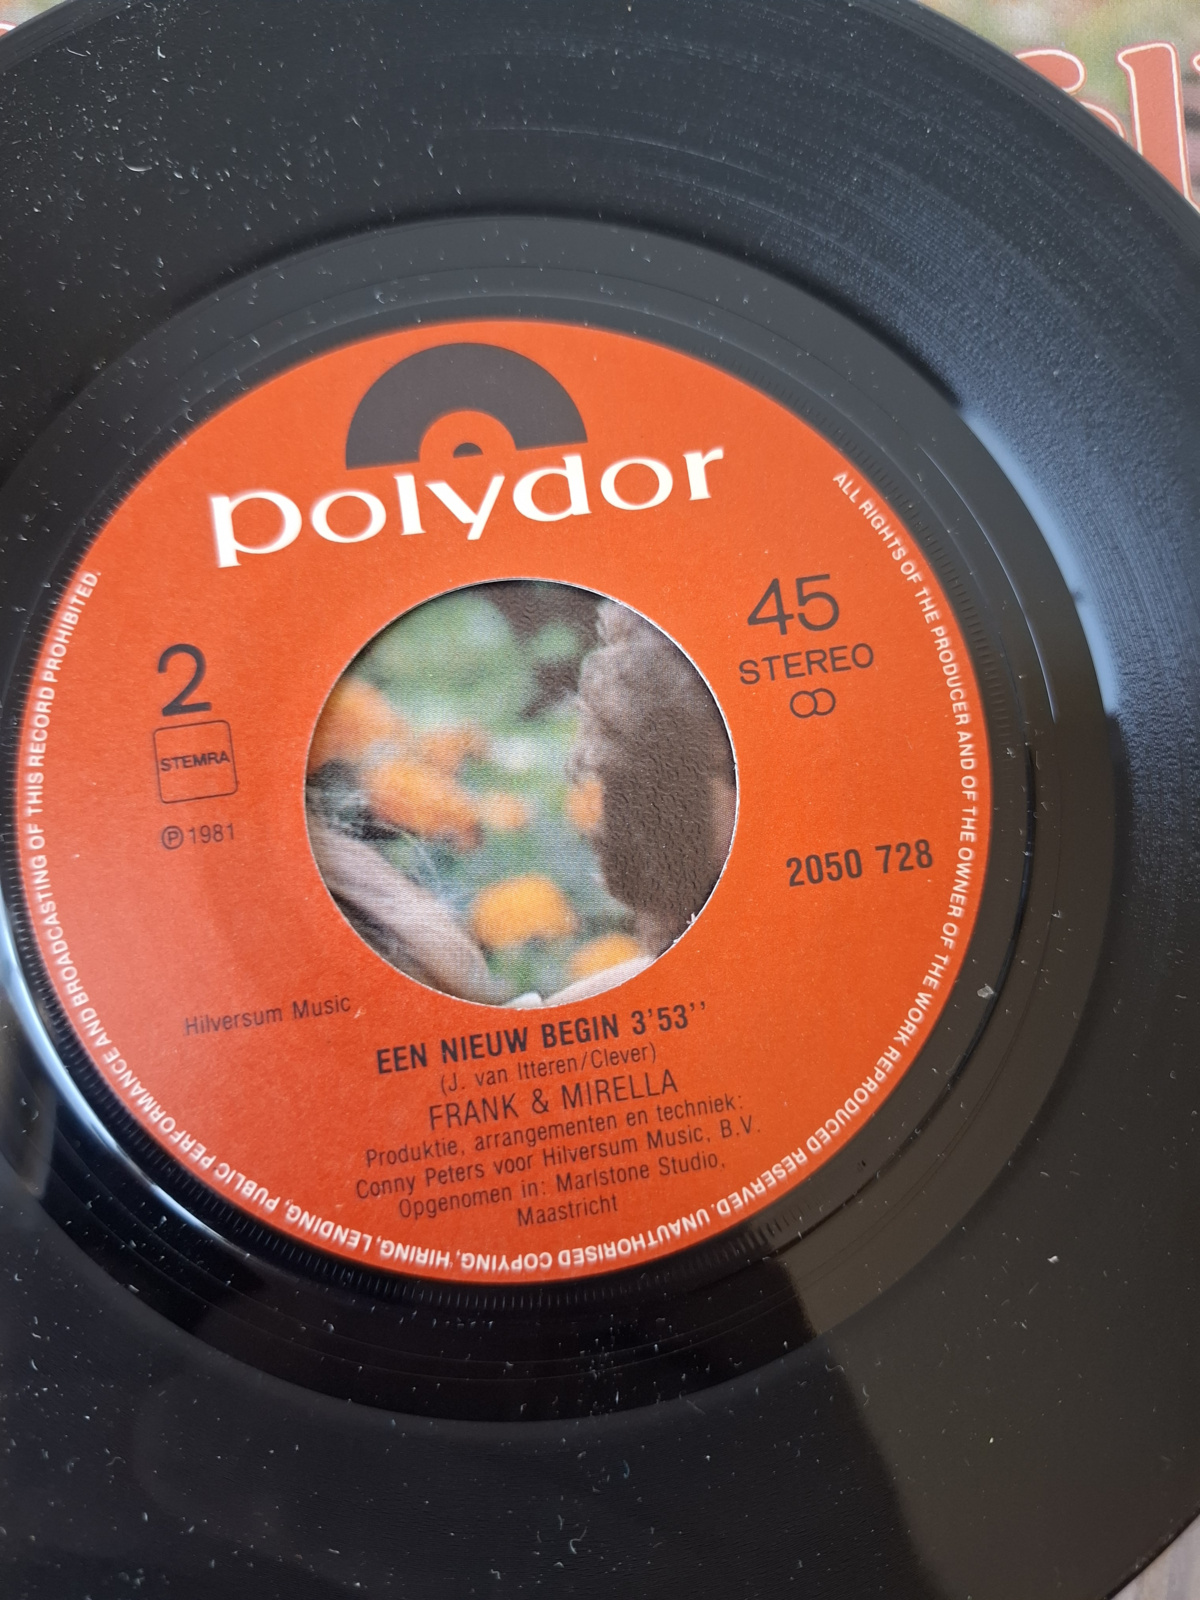 polydor
2
STEMRA
℗ 1981
45
STEREO
2050 728
Hilversum Music
EEN NIEUW BEGIN 3'53''
(J. van Itteren/Clever)
FRANK & MIRELLA
Produktie, arrangementen en techniek:
Conny Peters voor Hilversum Music, B.V.
Opgenomen in: Marlstone Studio,
Maastricht
ALL RIGHTS OF THE PRODUCER AND OF THE OWNER OF THE WORK REPRODUCED RESERVED. UNAUTHORISED COPYING, HIRING, LENDING, PUBLIC PERFORMANCE AND BROADCASTING OF THIS RECORD PROHIBITED.